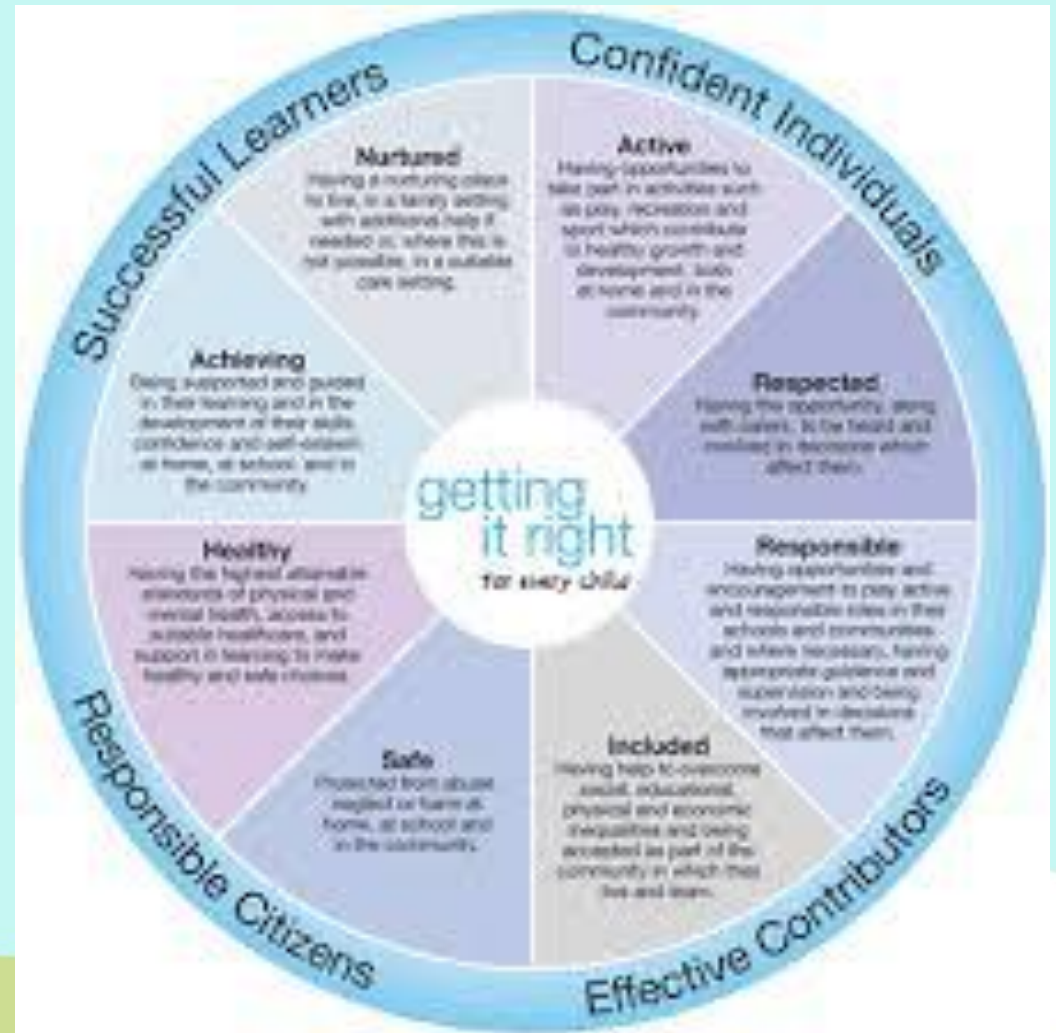 Successful Learners
Confident Individuals
Nurtured
Having a nurturing place
to live, in a family setting
with additional help if
needed or, where this is
not possible, in a suitable
care setting.
Active
Having opportunities to
take part in activities such
as play, recreation and
sport which contribute
to healthy growth and
development, both
at home and in the
community.
Respected
Having the opportunity, along
with carers, to be heard and
involved in decisions which
affect them.
Responsible
Having opportunities and
encouragement to play active
and responsible roles in their
schools and communities
and where necessary, having
appropriate guidance and
supervision and being
involved in decisions
that affect them.
Included
Having help to overcome
social, educational,
physical and economic
inequalities and being
accepted as part of the
community in which they
live and learn.
Safe
Protected from abuse
neglect or harm at
home, at school and
in the community.
Healthy
Having the highest attainable
standards of physical and
mental health, access to
suitable healthcare, and
support in learning to make
healthy and safe choices.
Achieving
Being supported and guided
in their learning and in the
development of their skills,
confidence and self-esteem
at home, at school, and in
the community.
getting
it right
for every child
Responsible Citizens
Effective Contributors